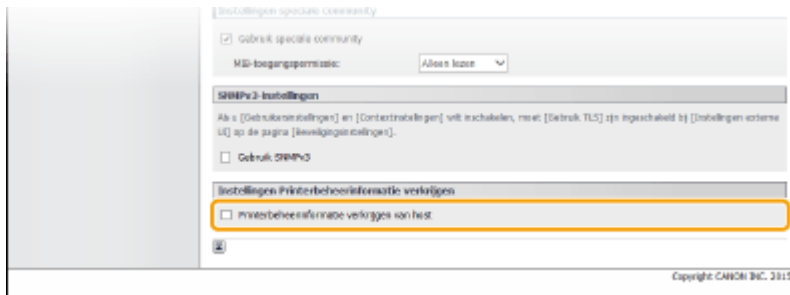 Instellingen speciale community
Gebruik speciale community
MIB-toegangspermissie: Alleen lezen
SNMPv3-instellingen
Als u [Gebruikersinstellingen] en [Contextinstellingen] wilt inschakelen, moet [Gebruik TLS] zijn ingeschakeld bij [Instellingen externe
UI] op de pagina [Beveiligingsinstellingen].
Gebruik SNMPv3
Instellingen Printerbeheerinformatie verkrijgen
Printerbeheerinformatie verkrijgen van host
Copyright CANON INC. 2015